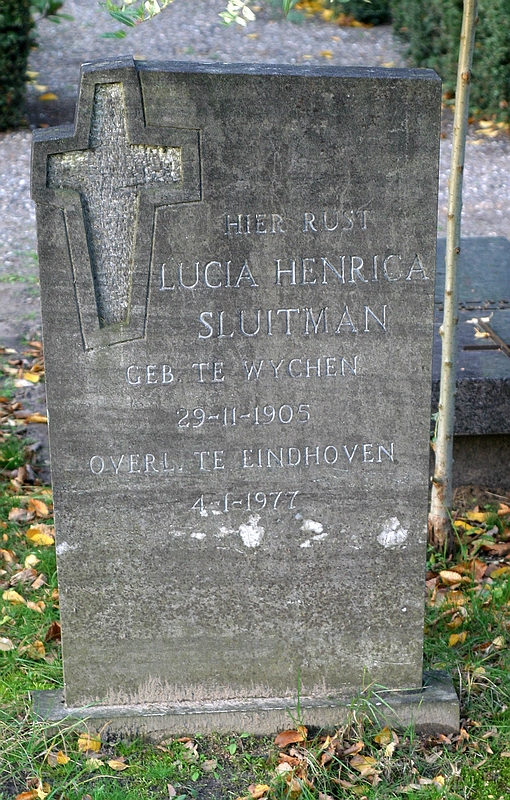 HIER RUST
LUCIA HENRICA
SLUITMAN
GEB. TE WYCHEN
29-11-1905
OVERL. TE EINDHOVEN
4-1-1977